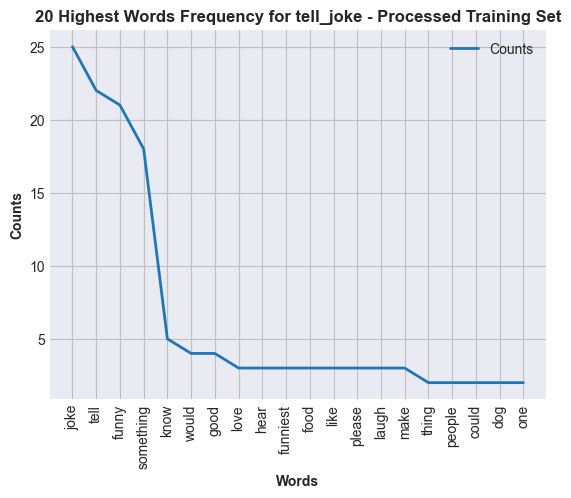 20 Highest Words Frequency for tell_joke - Processed Training Set
Counts
25
20
15
10
5
Counts
joke
tell
funny
something
know
would
good
love
hear
funniest
food
like
please
laugh
make
thing
people
could
dog
one
Words